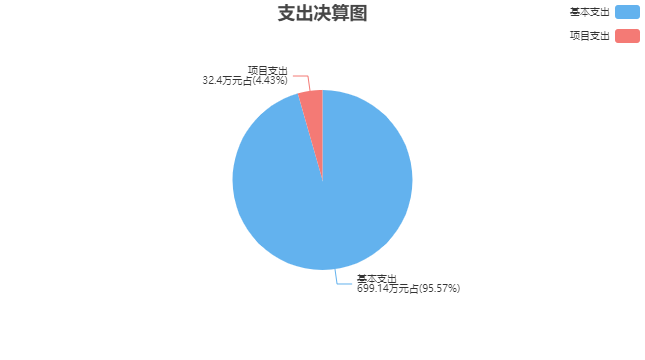 支出决算图
基本支出
项目支出
项目支出
32.4万元占(4.43%)
基本支出
699.14万元占(95.57%)